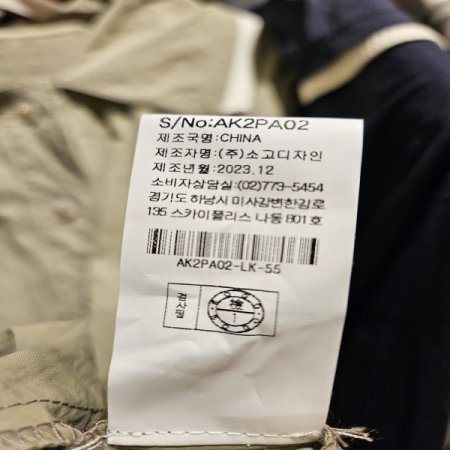 S/No:AK2PA02
제조국명:CHINA
제조자명:(주)소고디자인
제조년월:2023.12
소비자상담실:(02)773-5454
경기도 하남시 미사강변한강로
135 스카이폴리스 나동 801호
AK2PA02-LK-55
검사필